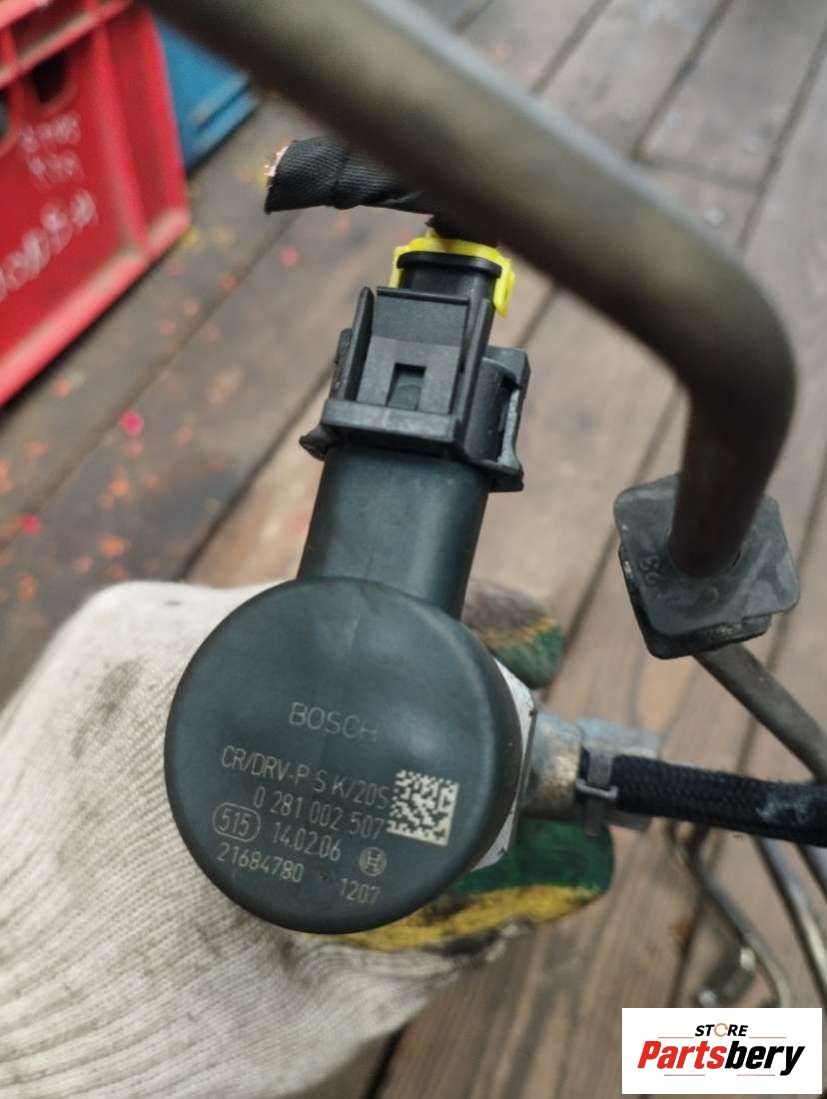 BOSCH
CR/DRV-P S K/20S
0 281 002 507
515 14.02.06
21684780 1207
STORE
Partsbery